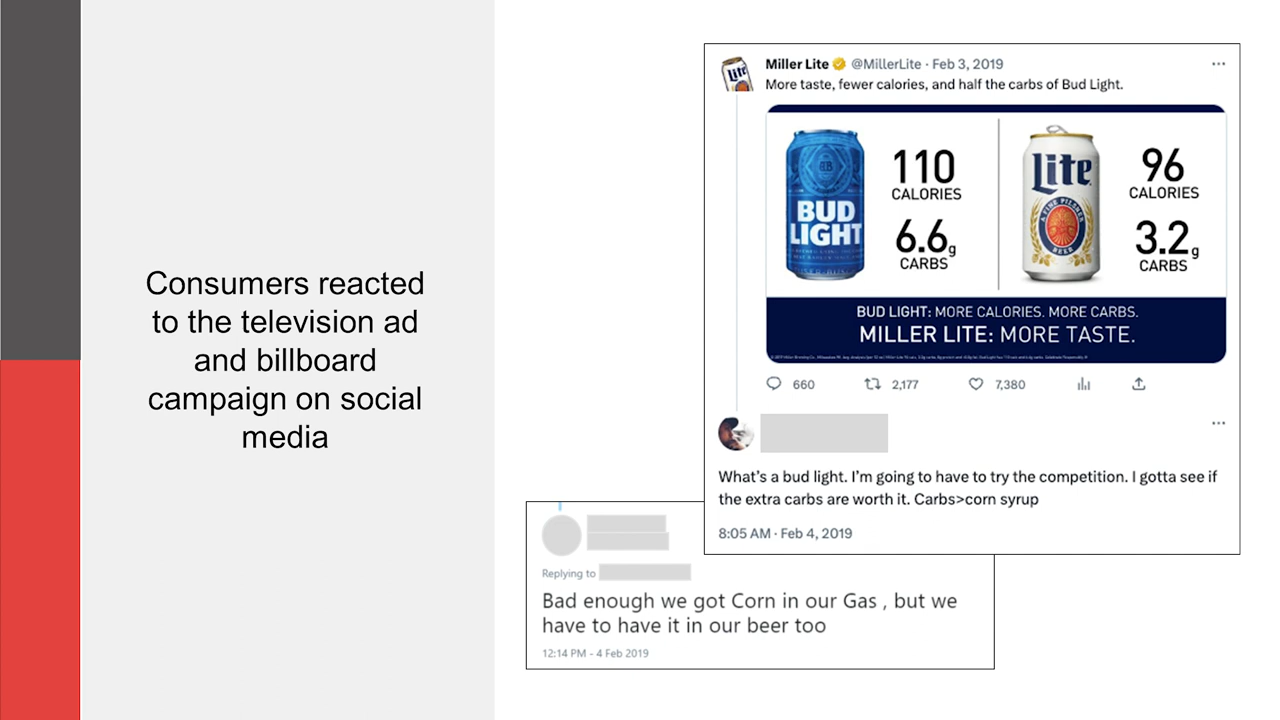 Consumers reacted
to the television ad
and billboard
campaign on social
media
Miller Lite @MillerLite · Feb 3, 2019
More taste, fewer calories, and half the carbs of Bud Light.
BUD
LIGHT
110
CALORIES
6.6g
CARBS
Lite
A FINE PILSNER
BEER
96
CALORIES
3.2g
CARBS
BUD LIGHT: MORE CALORIES. MORE CARBS.
MILLER LITE: MORE TASTE.
660 2,177 7,380
What's a bud light. I'm going to have to try the competition. I gotta see if
the extra carbs are worth it. Carbs>corn syrup
8:05 AM · Feb 4, 2019
Replying to
Bad enough we got Corn in our Gas , but we
have to have it in our beer too
12:14 PM - 4 Feb 2019